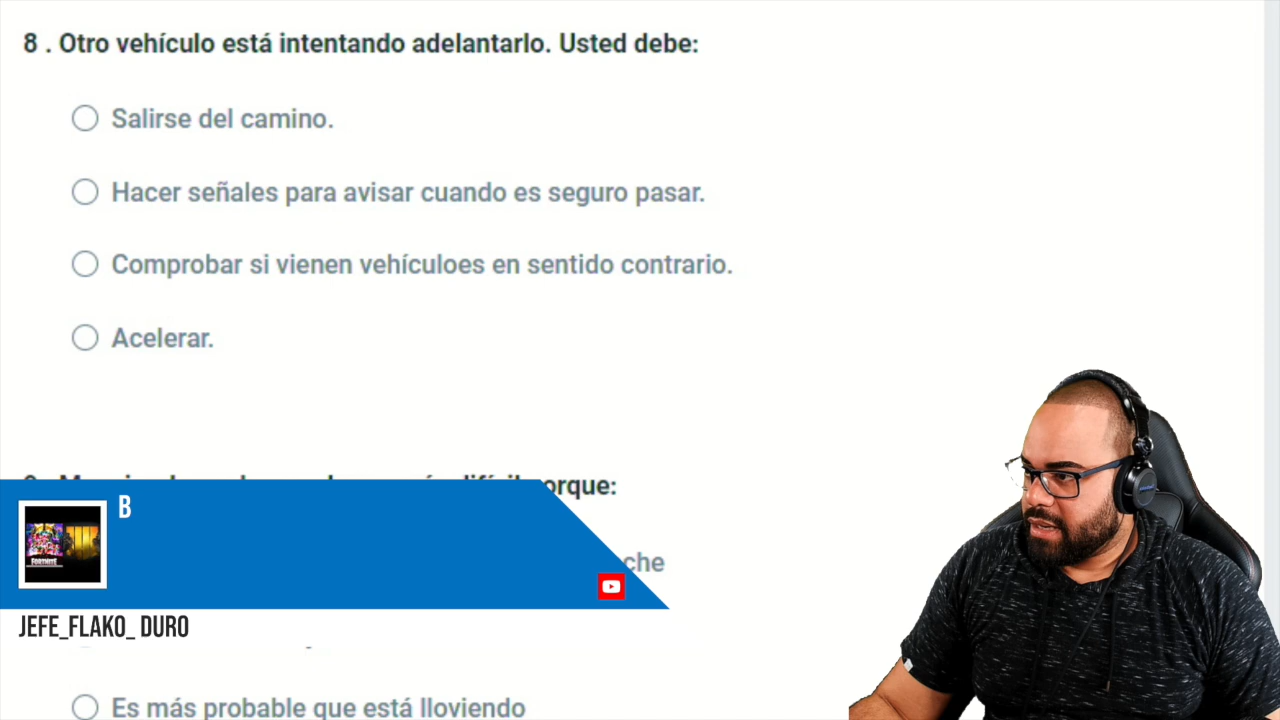 8 . Otro vehículo está intentando adelantarlo. Usted debe:
Salirse del camino.
Hacer señales para avisar cuando es seguro pasar.
Comprobar si vienen vehículoes en sentido contrario.
Acelerar.
orque:
B
FORTNITE
che
JEFE_FLAKO_ DURO
Es más probable que está lloviendo